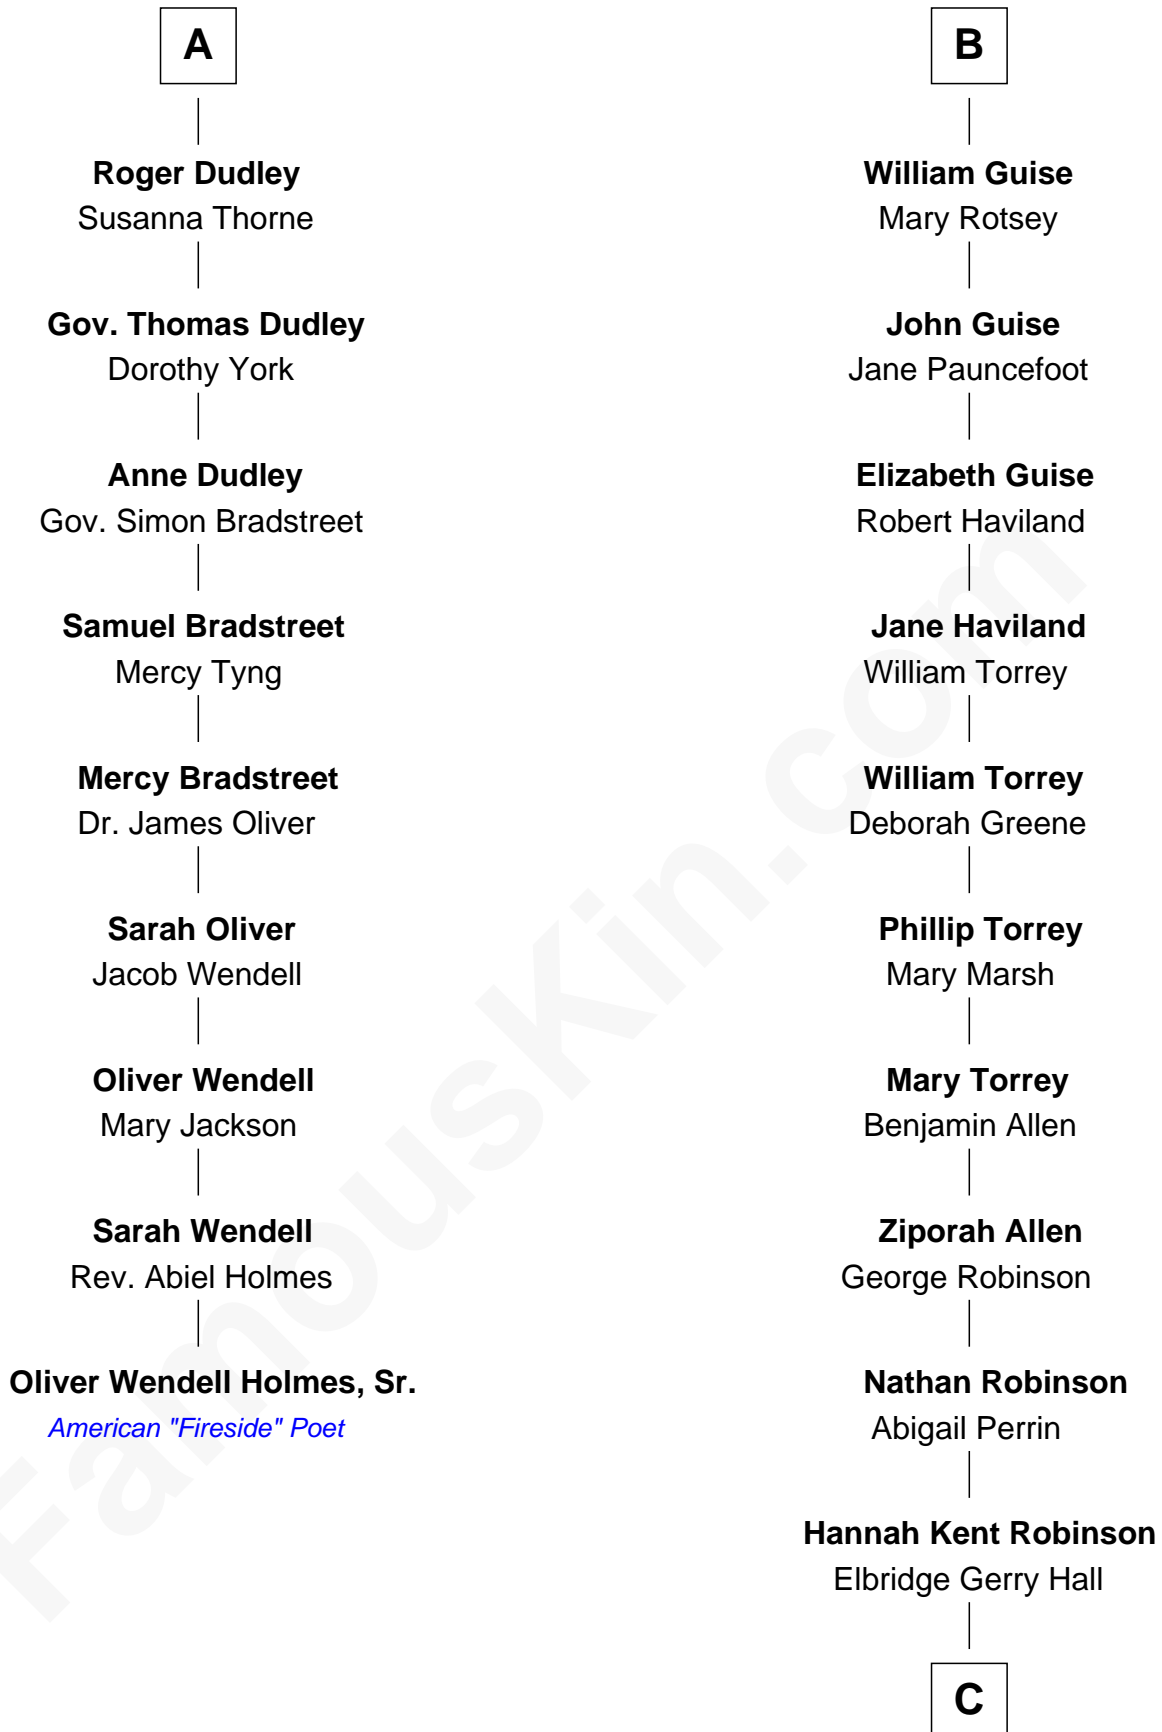 A
Roger Dudley
Susanna Thorne
Gov. Thomas Dudley
Dorothy York
Anne Dudley
Gov. Simon Bradstreet
Samuel Bradstreet
Mercy Tyng
Mercy Bradstreet
Dr. James Oliver
Sarah Oliver
Jacob Wendell
Oliver Wendell
Mary Jackson
Sarah Wendell
Rev. Abiel Holmes
Oliver Wendell Holmes, Sr.
American "Fireside" Poet
B
William Guise
Mary Rotsey
John Guise
Jane Pauncefoot
Elizabeth Guise
Robert Haviland
Jane Haviland
William Torrey
William Torrey
Deborah Greene
Phillip Torrey
Mary Marsh
Mary Torrey
Benjamin Allen
Ziporah Allen
George Robinson
Nathan Robinson
Abigail Perrin
Hannah Kent Robinson
Elbridge Gerry Hall
C
FamousKin.com